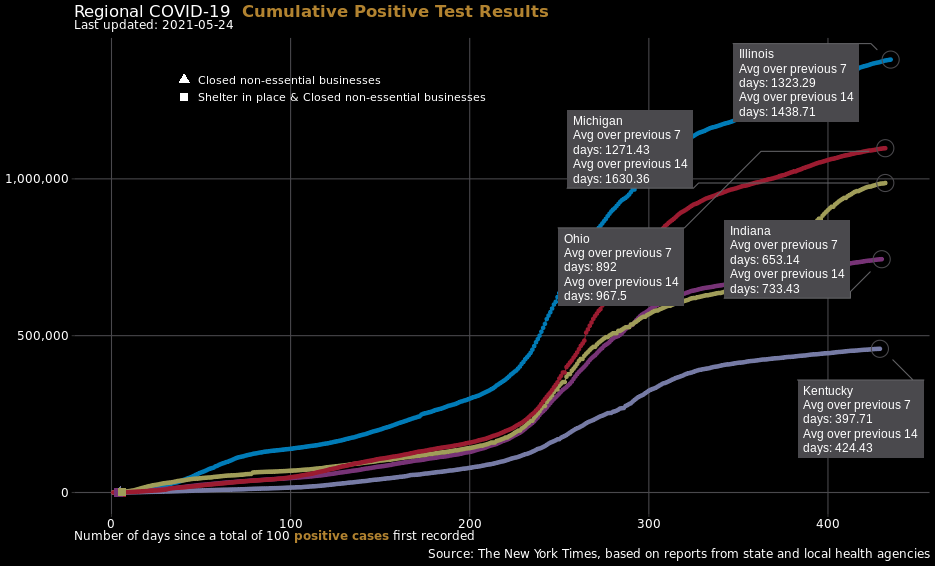 Regional COVID-19 Cumulative Positive Test Results
Last updated: 2021-05-24
Closed non-essential businesses
Shelter in place & Closed non-essential businesses
Illinois
Avg over previous 7
days: 1323.29
Avg over previous 14
days: 1438.71
Michigan
Avg over previous 7
days: 1271.43
Avg over previous 14
days: 1630.36
Ohio
Avg over previous 7
days: 892
Avg over previous 14
days: 967.5
Indiana
Avg over previous 7
days: 653.14
Avg over previous 14
days: 733.43
Kentucky
Avg over previous 7
days: 397.71
Avg over previous 14
days: 424.43
1,000,000
500,000
0
0 100 200 300 400
Number of days since a total of 100 positive cases first recorded
Source: The New York Times, based on reports from state and local health agencies